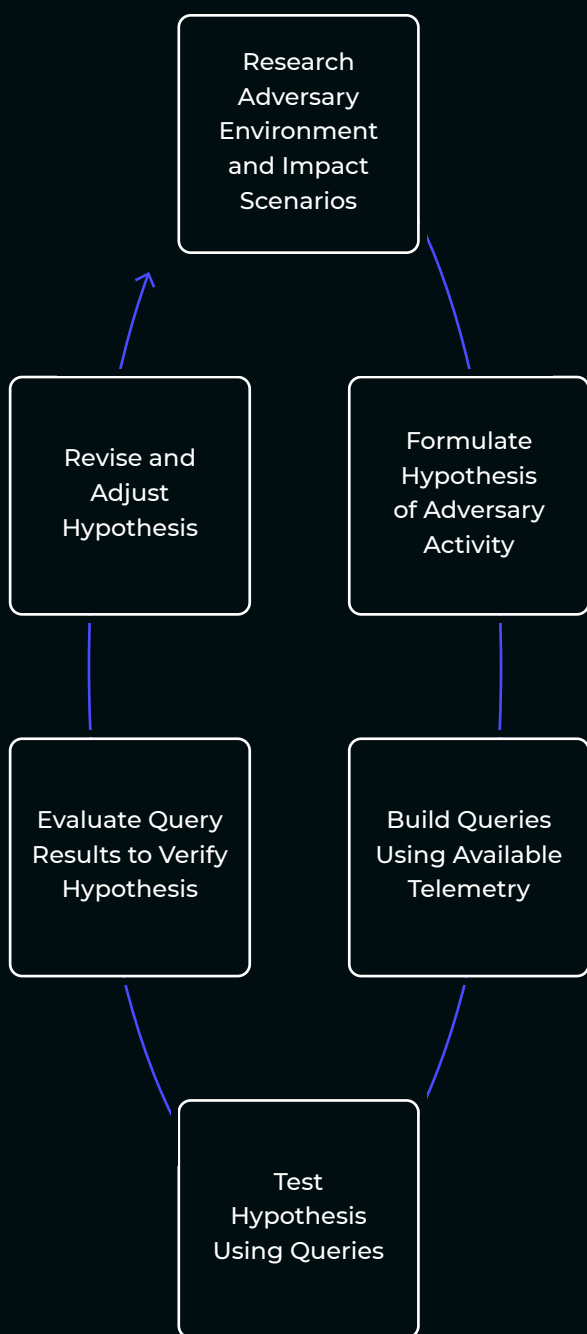 Research
Adversary
Environment
and Impact
Scenarios
Formulate
Hypothesis
of Adversary
Activity
Build Queries
Using Available
Telemetry
Test
Hypothesis
Using Queries
Evaluate Query
Results to Verify
Hypothesis
Revise and
Adjust
Hypothesis